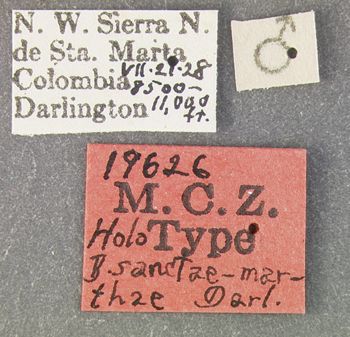 N. W. Sierra N.
de Sta. Marta
Colombia VII·29·28
8500-
Darlington 11,000
ft.
♂
19626
M. C. Z.
Holo Type
B. sanctae-mar-
thae Darl.